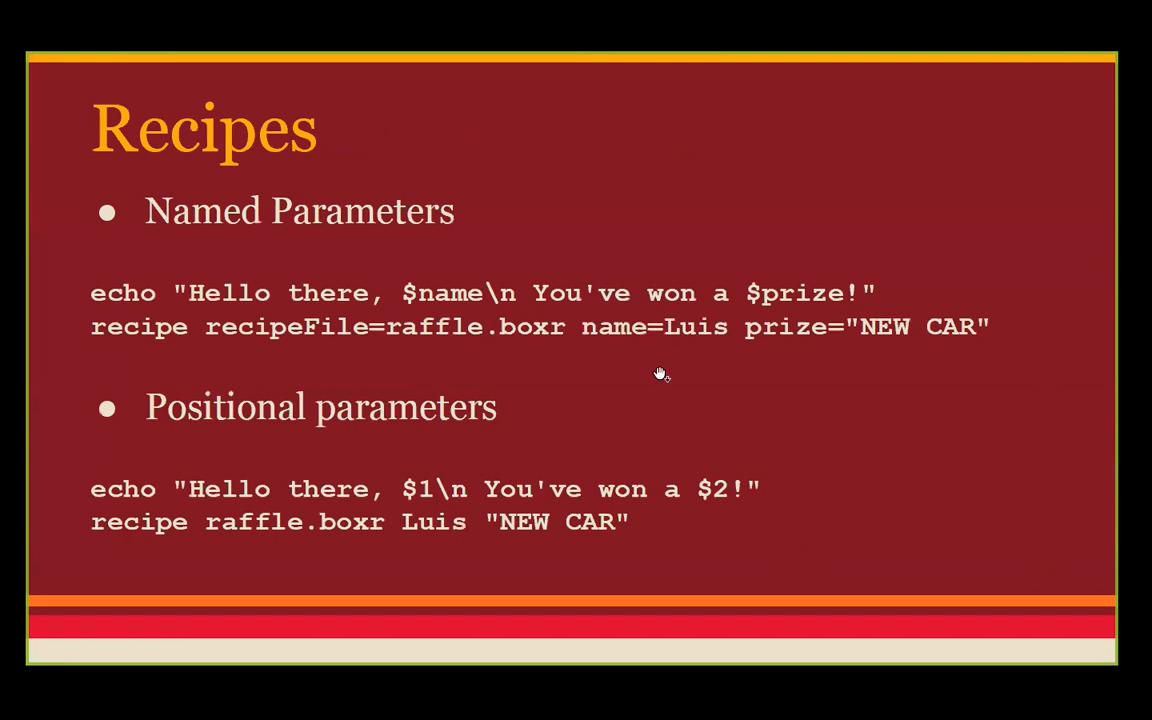 Recipes
● Named Parameters
echo "Hello there, $name\n You've won a $prize!"
recipe recipeFile=raffle.boxr name=Luis prize="NEW CAR"
● Positional parameters
echo "Hello there, $1\n You've won a $2!"
recipe raffle.boxr Luis "NEW CAR"